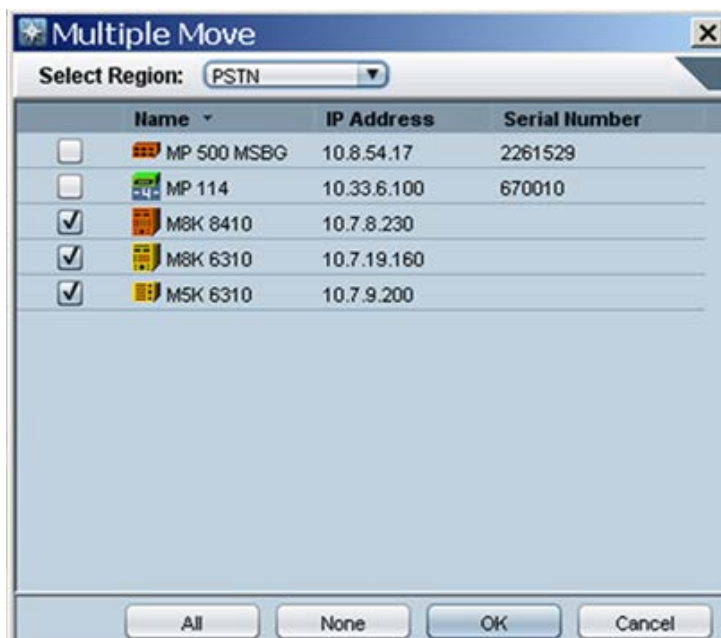 Multiple Move
Select Region: PSTN
Name IP Address Serial Number
MP 500 MSBG 10.8.54.17 2261529
MP 114 10.33.6.100 670010
M8K 8410 10.7.8.230
M8K 6310 10.7.19.160
M5K 6310 10.7.9.200
All None OK Cancel